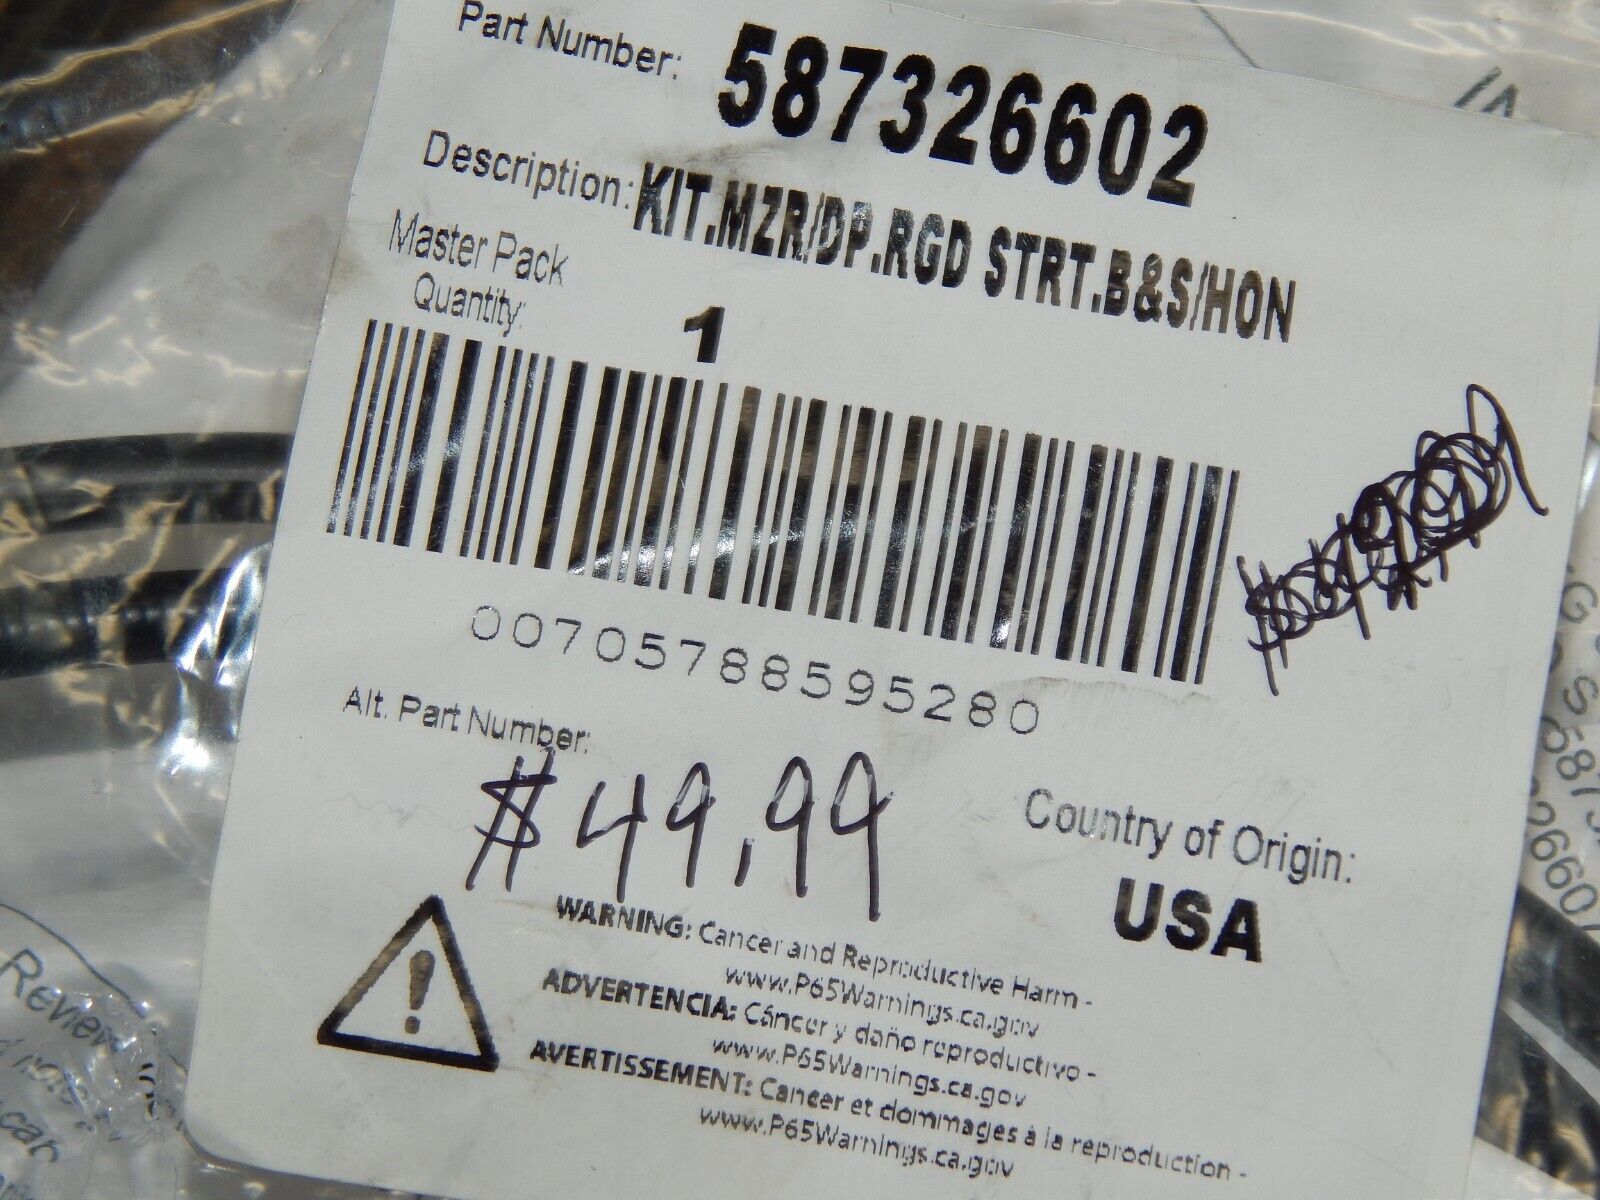 Part Number: 587326602
Description: KIT.MZR/DP.RGD STRT.B&S/HON
Master Pack
Quantity: 1
00705788595280
Alt. Part Number:
$49.99
Country of Origin:
USA
WARNING: Cancer and Reproductive Harm -
www.P65Warnings.ca.gov
ADVERTENCIA: Cáncer y daño reproductivo -
www.P65Warnings.ca.gov
AVERTISSEMENT: Cancer et dommages à la reproduction -
www.P65Warnings.ca.gov
Review